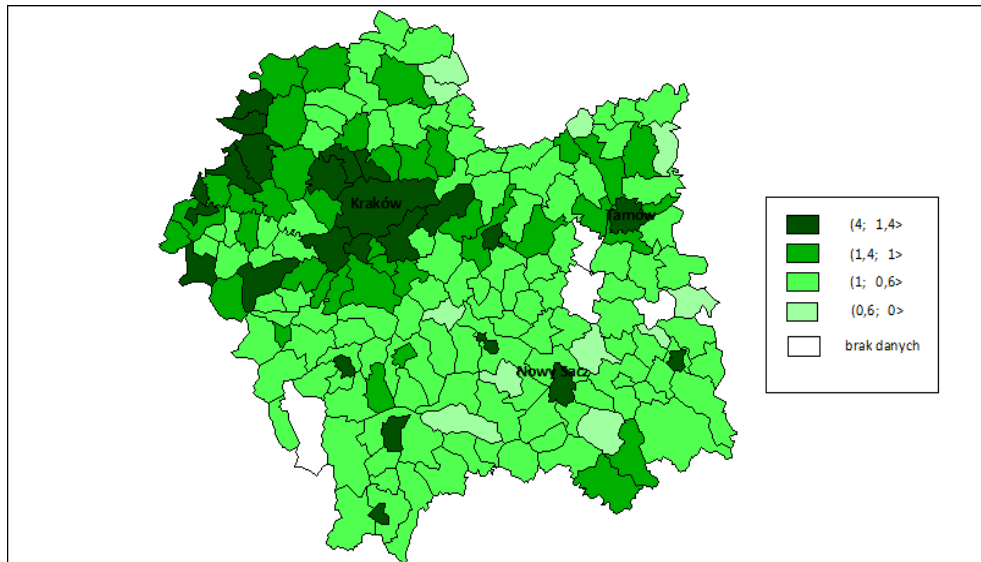 Kraków
Tarnów
Nowy Sącz
(4; 1,4>
(1,4; 1>
(1; 0,6>
(0,6; 0>
brak danych